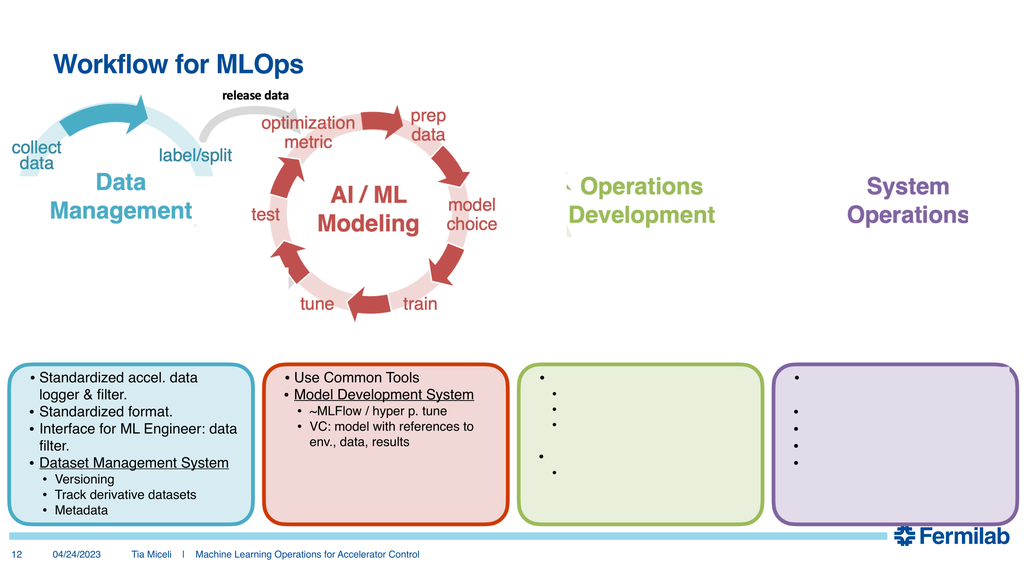 Workflow for MLOps
release data
collect
data
label/split
Data
Management
optimization
metric
prep
data
test
AI / ML
Modeling
model
choice
tune
train
Operations
Development
System
Operations
• Standardized accel. data
logger & filter.
• Standardized format.
• Interface for ML Engineer: data
filter.
• Dataset Management System
• Versioning
• Track derivative datasets
• Metadata
• Use Common Tools
• Model Development System
• ~MLFlow / hyper p. tune
• VC: model with references to
env., data, results
Fermilab
12 04/24/2023 Tia Miceli | Machine Learning Operations for Accelerator Control